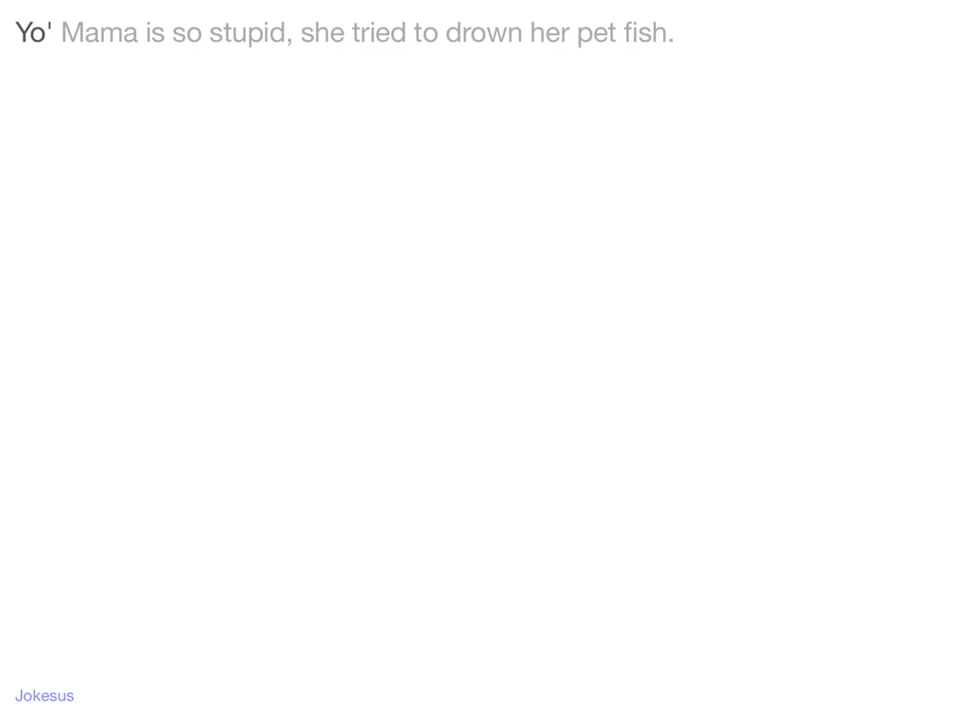 Yo' Mama is so stupid, she tried to drown her pet fish.
Jokesus